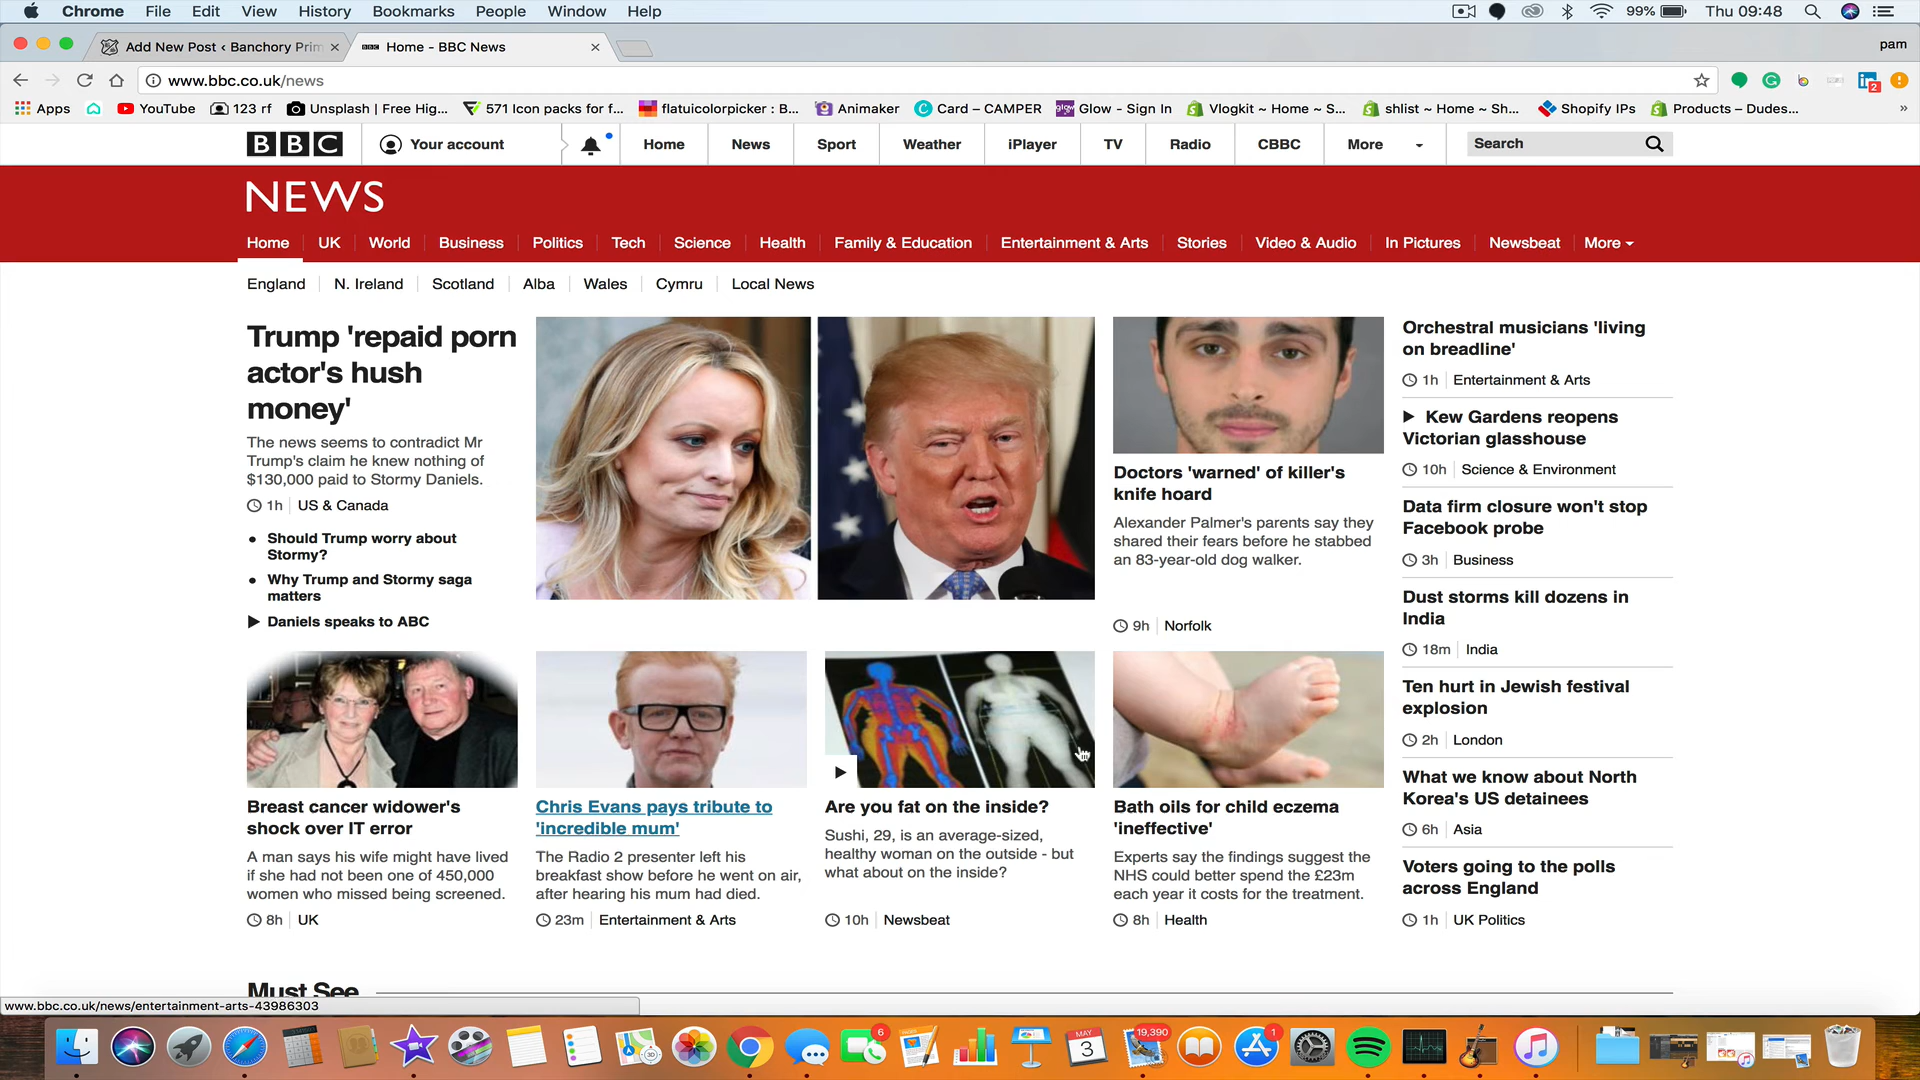 Chrome File Edit View History Bookmarks People Window Help 99% Thu 09:48
Add New Post ‹ Banchory Prim Home - BBC News pam
www.bbc.co.uk/news
Apps YouTube 123 rf Unsplash | Free Hig... 571 Icon packs for f... flatuicolorpicker : B... Animaker Card – CAMPER Glow - Sign In Vlogkit ~ Home ~ S... shlist ~ Home ~ Sh... Shopify IPs Products – Dudes... »
BBC Your account Home News Sport Weather iPlayer TV Radio CBBC More Search
NEWS
Home UK World Business Politics Tech Science Health Family & Education Entertainment & Arts Stories Video & Audio In Pictures Newsbeat More
England N. Ireland Scotland Alba Wales Cymru Local News
Trump 'repaid porn
actor's hush
money'
The news seems to contradict Mr
Trump's claim he knew nothing of
$130,000 paid to Stormy Daniels.
1h US & Canada
Should Trump worry about
Stormy?
Why Trump and Stormy saga
matters
Daniels speaks to ABC
Doctors 'warned' of killer's
knife hoard
Alexander Palmer's parents say they
shared their fears before he stabbed
an 83-year-old dog walker.
9h Norfolk
Orchestral musicians 'living
on breadline'
1h Entertainment & Arts
Kew Gardens reopens
Victorian glasshouse
10h Science & Environment
Data firm closure won't stop
Facebook probe
3h Business
Dust storms kill dozens in
India
18m India
Ten hurt in Jewish festival
explosion
2h London
What we know about North
Korea's US detainees
6h Asia
Voters going to the polls
across England
1h UK Politics
Breast cancer widower's
shock over IT error
A man says his wife might have lived
if she had not been one of 450,000
women who missed being screened.
8h UK
Chris Evans pays tribute to
'incredible mum'
The Radio 2 presenter left his
breakfast show before he went on air,
after hearing his mum had died.
23m Entertainment & Arts
Are you fat on the inside?
Sushi, 29, is an average-sized,
healthy woman on the outside - but
what about on the inside?
10h Newsbeat
Bath oils for child eczema
'ineffective'
Experts say the findings suggest the
NHS could better spend the £23m
each year it costs for the treatment.
8h Health
Must See
www.bbc.co.uk/news/entertainment-arts-43986303
6 MAY 3 19,390 1